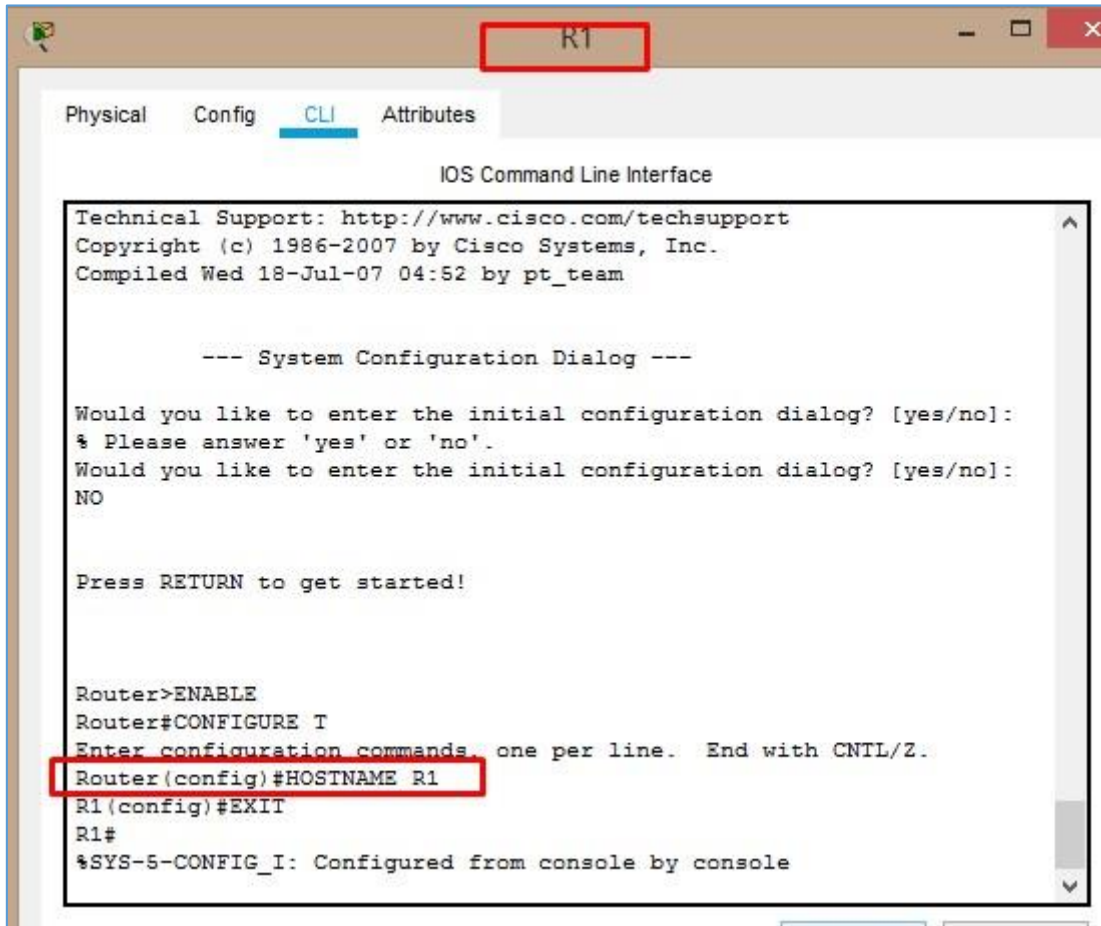 R1
Physical Config CLI Attributes
IOS Command Line Interface
Technical Support: http://www.cisco.com/techsupport
Copyright (c) 1986-2007 by Cisco Systems, Inc.
Compiled Wed 18-Jul-07 04:52 by pt_team
--- System Configuration Dialog ---
Would you like to enter the initial configuration dialog? [yes/no]:
% Please answer 'yes' or 'no'.
Would you like to enter the initial configuration dialog? [yes/no]:
NO
Press RETURN to get started!
Router>ENABLE
Router#CONFIGURE T
Enter configuration commands, one per line.  End with CNTL/Z.
Router(config)#HOSTNAME R1
R1(config)#EXIT
R1#
%SYS-5-CONFIG_I: Configured from console by console